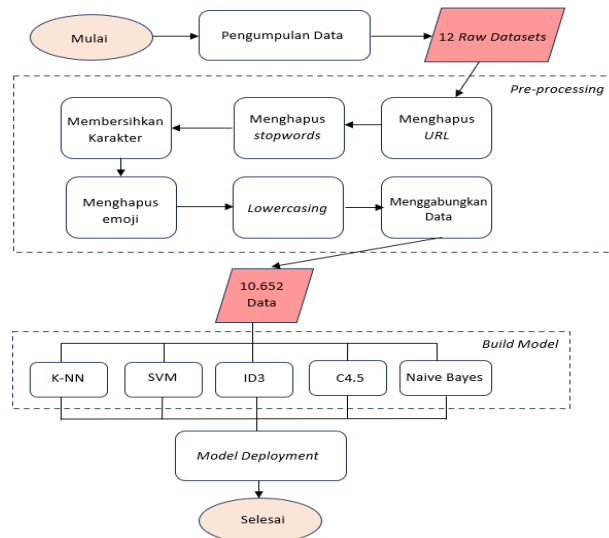 Mulai
Pengumpulan Data
12 Raw Datasets
Pre-processing
Menghapus
URL
Menghapus
stopwords
Membersihkan
Karakter
Menghapus
emoji
Lowercasing
Menggabungkan
Data
10.652
Data
Build Model
K-NN
SVM
ID3
C4.5
Naive Bayes
Model Deployment
Selesai